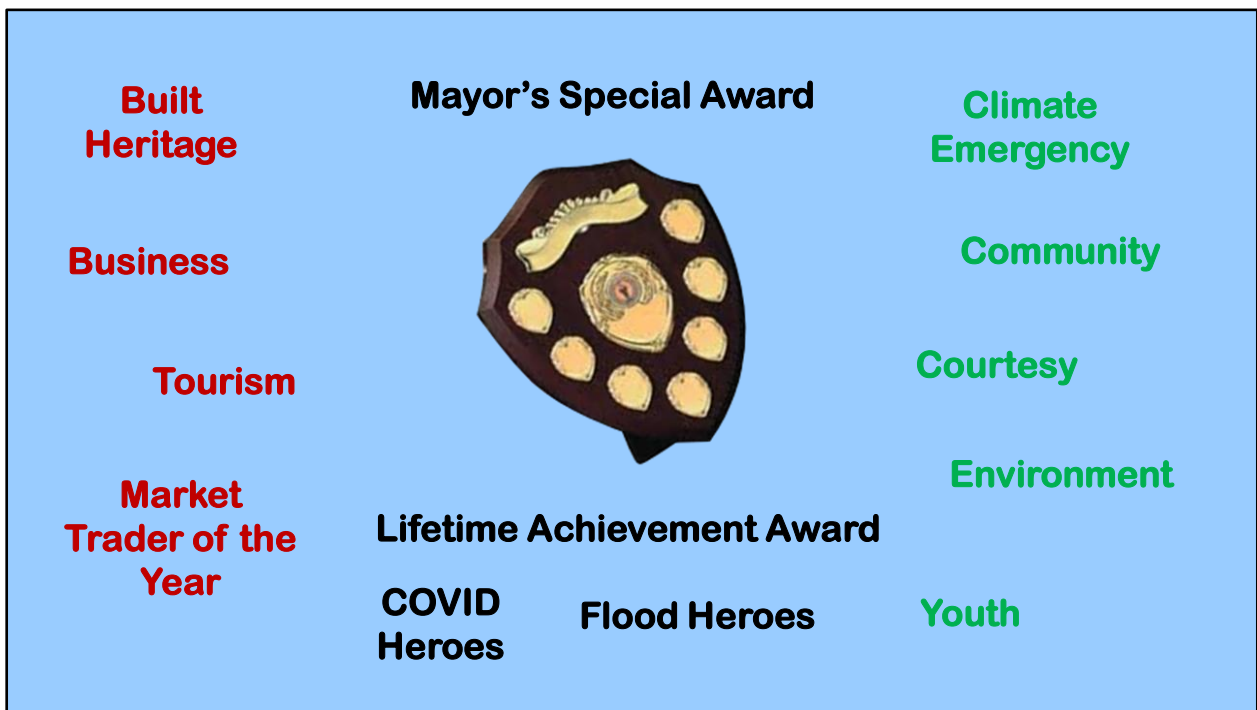 Built
Heritage
Mayor’s Special Award
Climate
Emergency
Business
Community
Tourism
Courtesy
Market
Trader of the
Year
Environment
Lifetime Achievement Award
COVID
Heroes
Flood Heroes
Youth